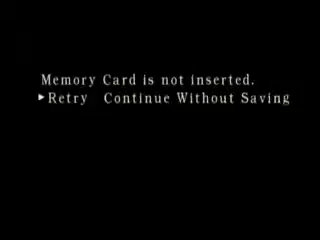 Memory Card is not inserted.
▶Retry Continue Without Saving